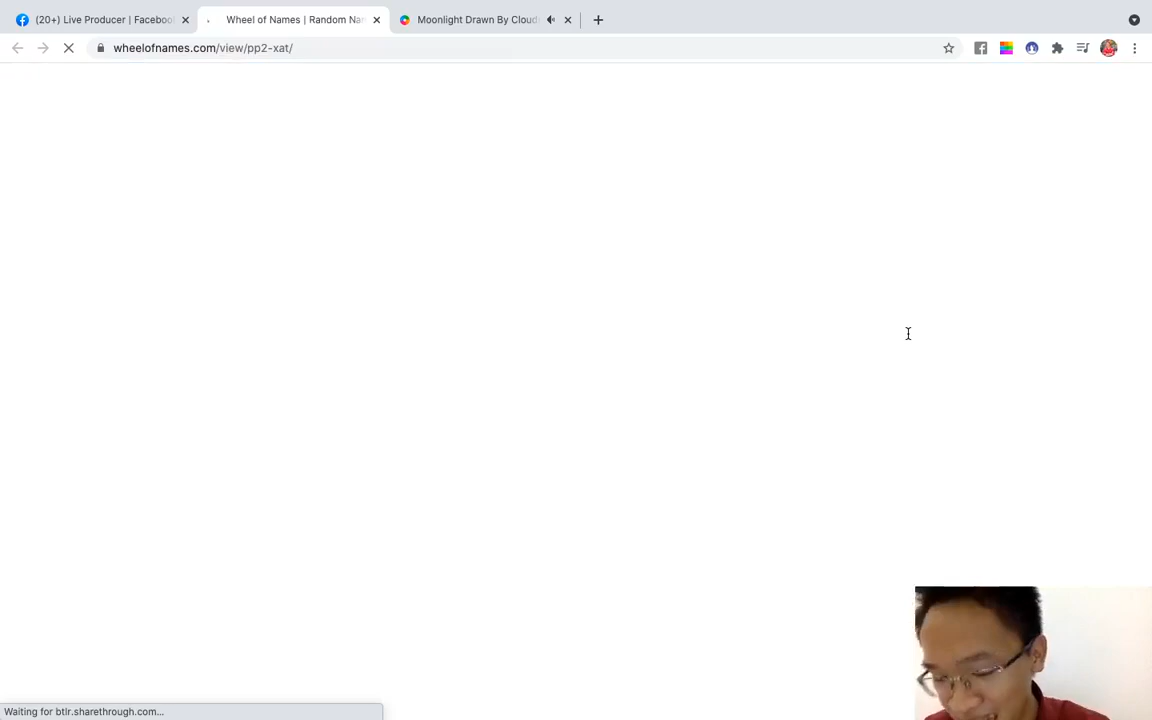 (20+) Live Producer | Facebook
Wheel of Names | Random Na
Moonlight Drawn By Cloud
wheelofnames.com/view/pp2-xat/
Waiting for btlr.sharethrough.com...